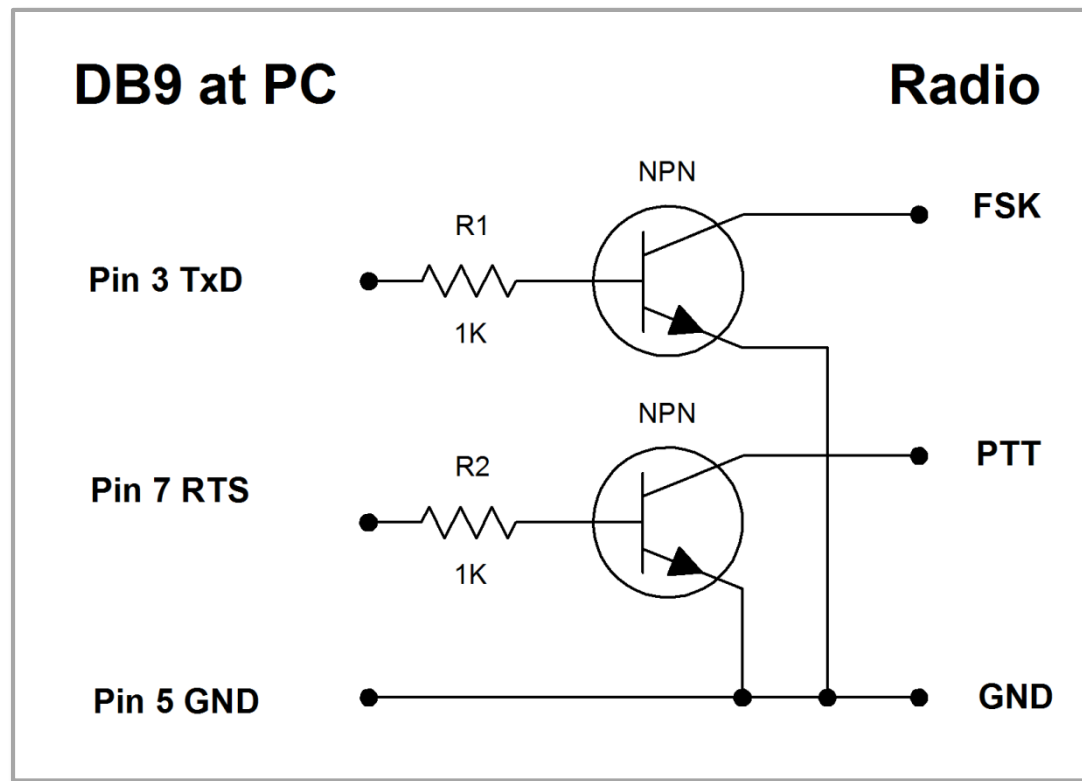 DB9 at PC
Radio
NPN
FSK
R1
Pin 3 TxD
1K
NPN
PTT
R2
Pin 7 RTS
1K
Pin 5 GND
GND